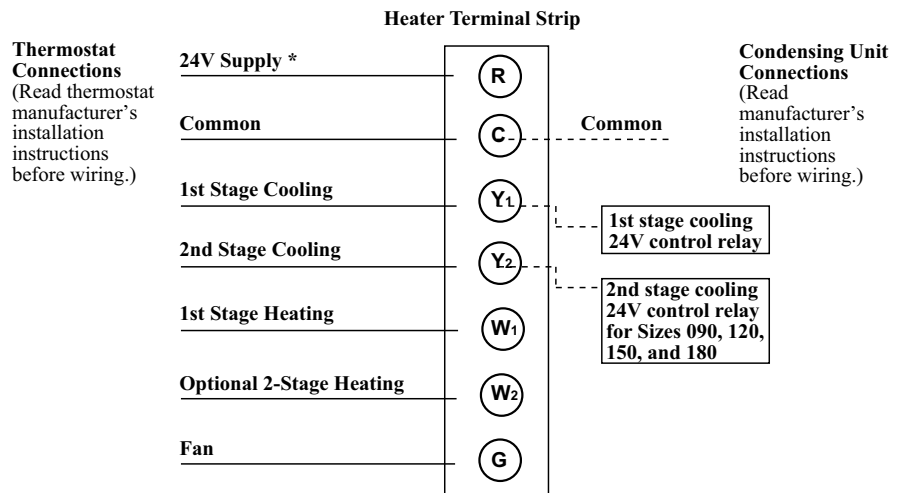 Heater Terminal Strip
Thermostat
Connections
(Read thermostat
manufacturer's
installation
instructions
before wiring.)
24V Supply *
Common
1st Stage Cooling
2nd Stage Cooling
1st Stage Heating
Optional 2-Stage Heating
Fan
R
C
Y1
Y2
W1
W2
G
Common
1st stage cooling
24V control relay
2nd stage cooling
24V control relay
for Sizes 090, 120,
150, and 180
Condensing Unit
Connections
(Read
manufacturer's
installation
instructions
before wiring.)